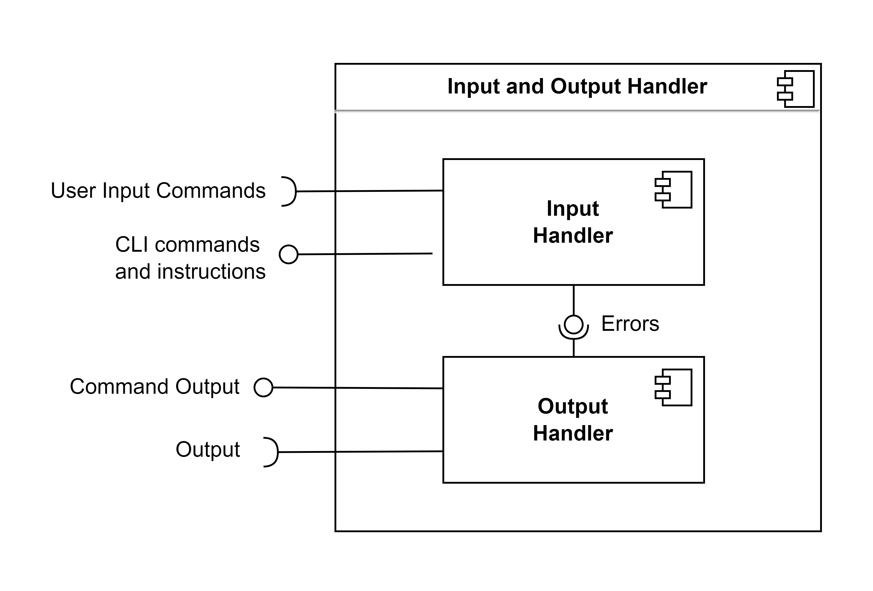 Input and Output Handler
User Input Commands
Input
Handler
CLI commands
and instructions
Errors
Command Output
Output
Handler
Output